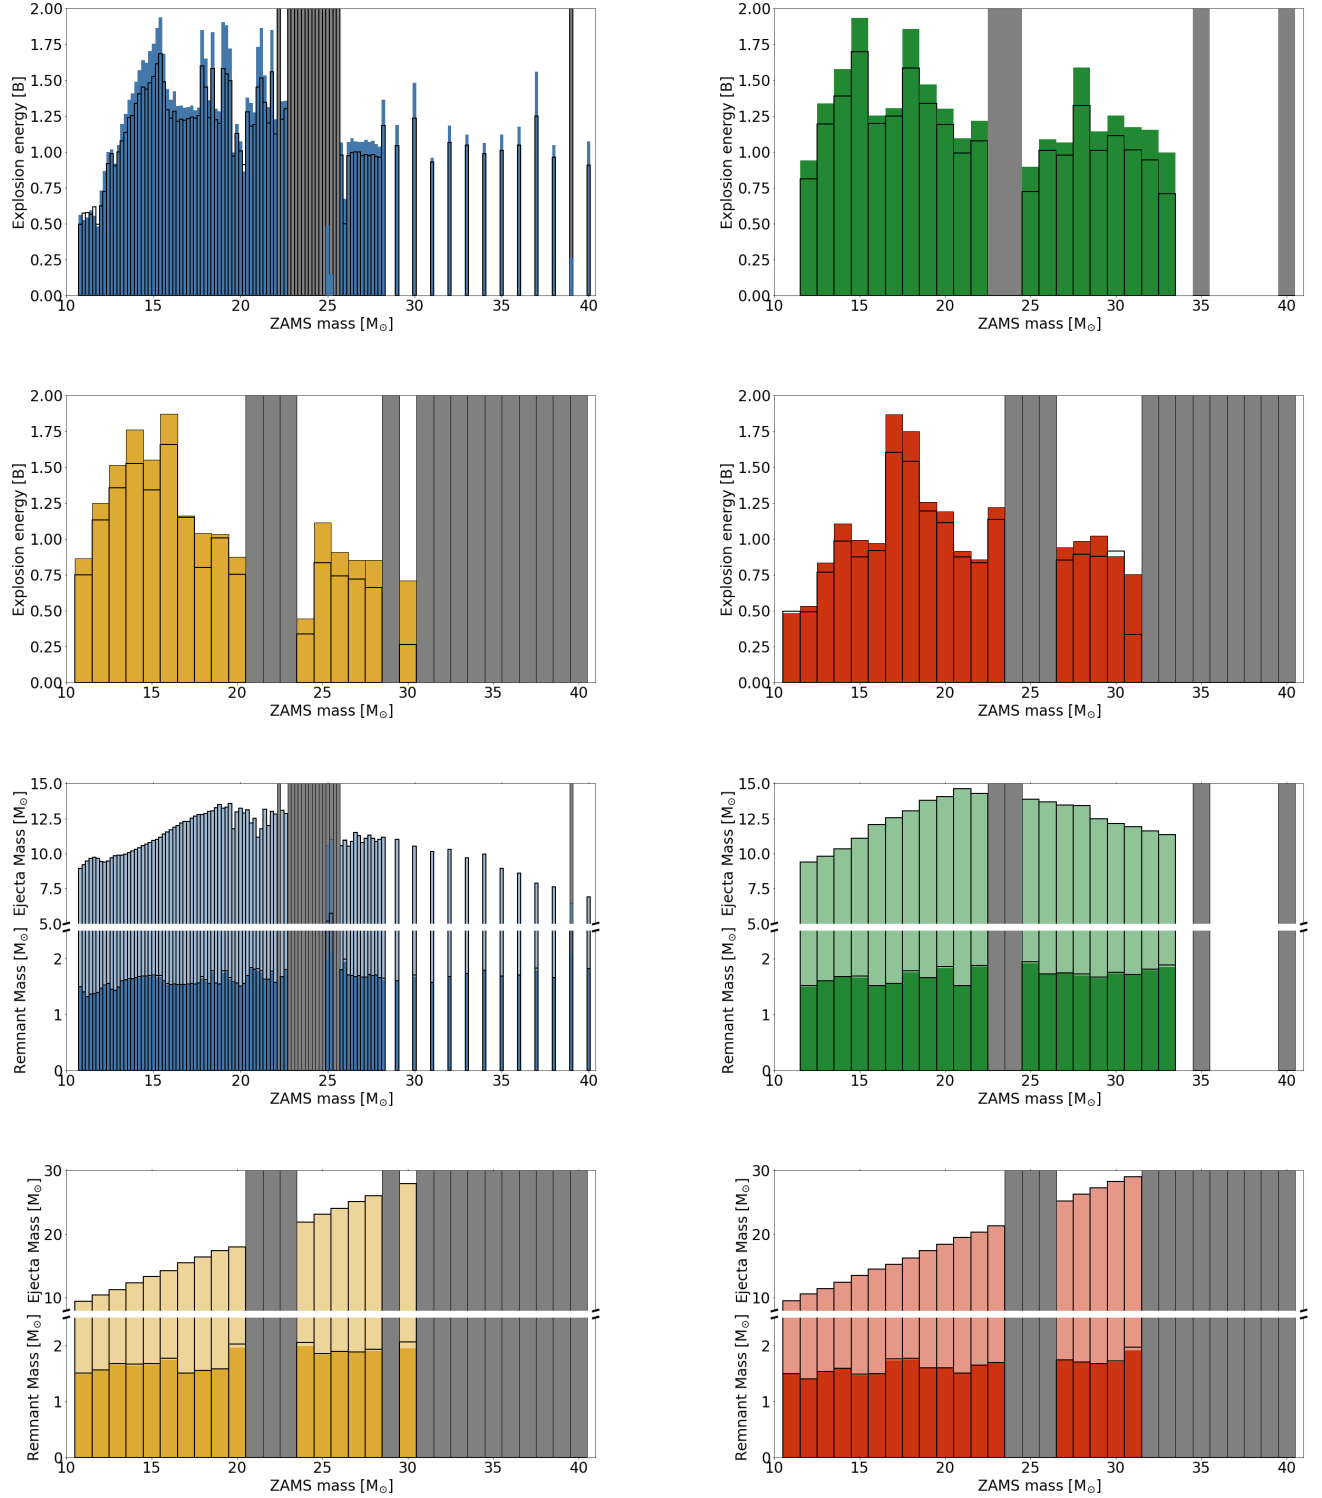 2.00
1.75
1.50
1.25
1.00
0.75
0.50
0.25
0.00
Explosion energy [B]
10 15 20 25 30 35 40
ZAMS mass [M⊙]
2.00
1.75
1.50
1.25
1.00
0.75
0.50
0.25
0.00
Explosion energy [B]
10 15 20 25 30 35 40
ZAMS mass [M⊙]
2.00
1.75
1.50
1.25
1.00
0.75
0.50
0.25
0.00
Explosion energy [B]
10 15 20 25 30 35 40
ZAMS mass [M⊙]
2.00
1.75
1.50
1.25
1.00
0.75
0.50
0.25
0.00
Explosion energy [B]
10 15 20 25 30 35 40
ZAMS mass [M⊙]
15.0
12.5
10.0
7.5
5.0
Ejecta Mass [M⊙]
2
1
0
Remnant Mass [M⊙]
10 15 20 25 30 35 40
ZAMS mass [M⊙]
15.0
12.5
10.0
7.5
5.0
Ejecta Mass [M⊙]
2
1
0
Remnant Mass [M⊙]
10 15 20 25 30 35 40
ZAMS mass [M⊙]
30
20
10
Ejecta Mass [M⊙]
2
1
0
Remnant Mass [M⊙]
10 15 20 25 30 35 40
ZAMS mass [M⊙]
30
20
10
Ejecta Mass [M⊙]
2
1
0
Remnant Mass [M⊙]
10 15 20 25 30 35 40
ZAMS mass [M⊙]